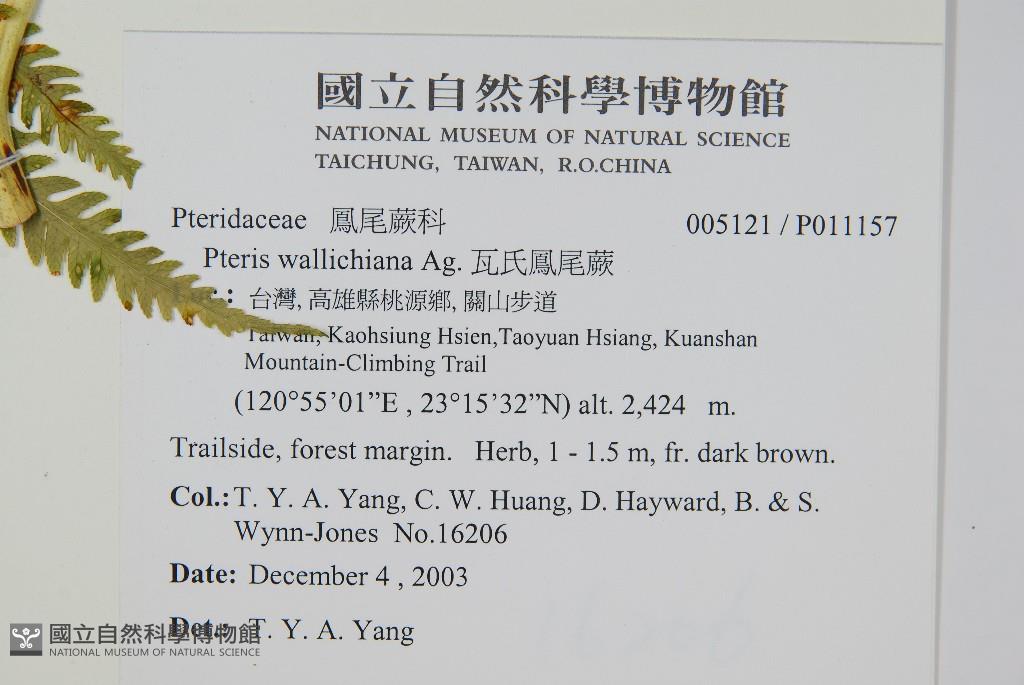 國立自然科學博物館
NATIONAL MUSEUM OF NATURAL SCIENCE
TAICHUNG, TAIWAN, R.O.CHINA
Pteridaceae 鳳尾蕨科 005121 / P011157
Pteris wallichiana Ag. 瓦氏鳳尾蕨
: 台灣, 高雄縣桃源鄉, 關山步道
Taiwan, Kaohsiung Hsien,Taoyuan Hsiang, Kuanshan
Mountain-Climbing Trail
(120°55’01”E , 23°15’32”N) alt. 2,424 m.
Trailside, forest margin. Herb, 1 - 1.5 m, fr. dark brown.
Col.: T. Y. A. Yang, C. W. Huang, D. Hayward, B. & S.
Wynn-Jones No.16206
Date: December 4 , 2003
Det.: T. Y. A. Yang
國立自然科學博物館
NATIONAL MUSEUM OF NATURAL SCIENCE